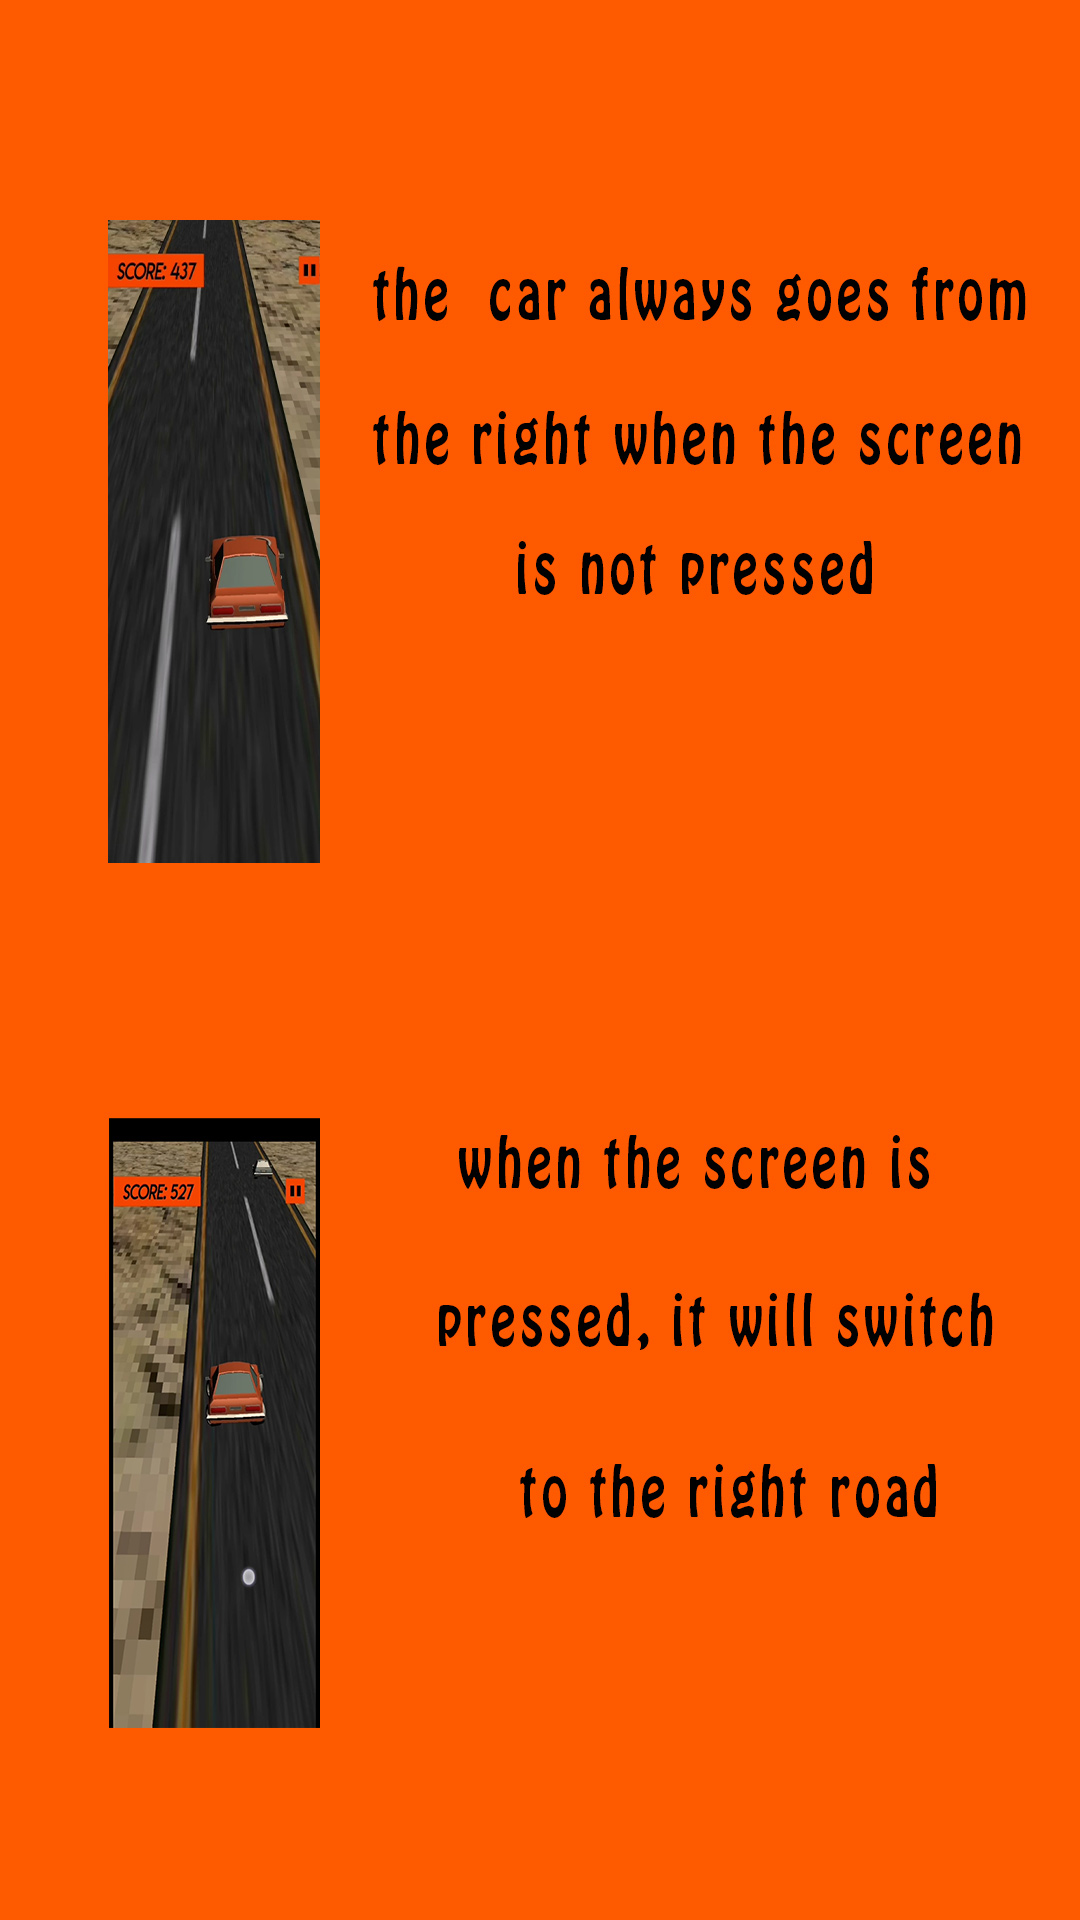 SCORE: 437
the car always goes from
the right when the screen
is not pressed
SCORE: 527
when the screen is
pressed, it will switch
to the right road